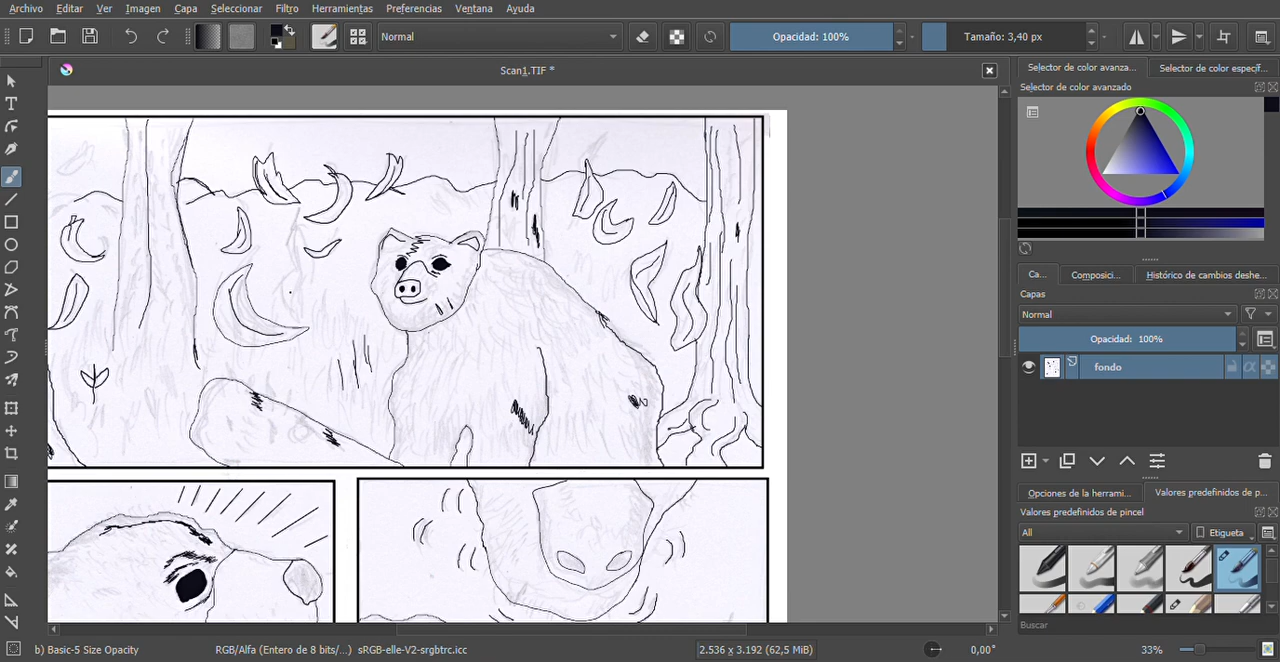 Archivo Editar Ver Imagen Capa Seleccionar Filtro Herramientas Preferencias Ventana Ayuda
Normal Opacidad: 100% Tamaño: 3,40 px
Scan1.TIF *
Selector de color avanza... Selector de color específ...
Selector de color avanzado
Ca... Composici... Histórico de cambios deshe...
Capas
Normal
Opacidad: 100%
fondo
Opciones de la herrami... Valores predefinidos de p...
Valores predefinidos de pincel
All Etiqueta
Buscar
b) Basic-5 Size Opacity RGB/Alfa (Entero de 8 bits/...) sRGB-elle-V2-srgbtrc.icc 2.536 x 3.192 (62,5 MiB) 0,00° 33%